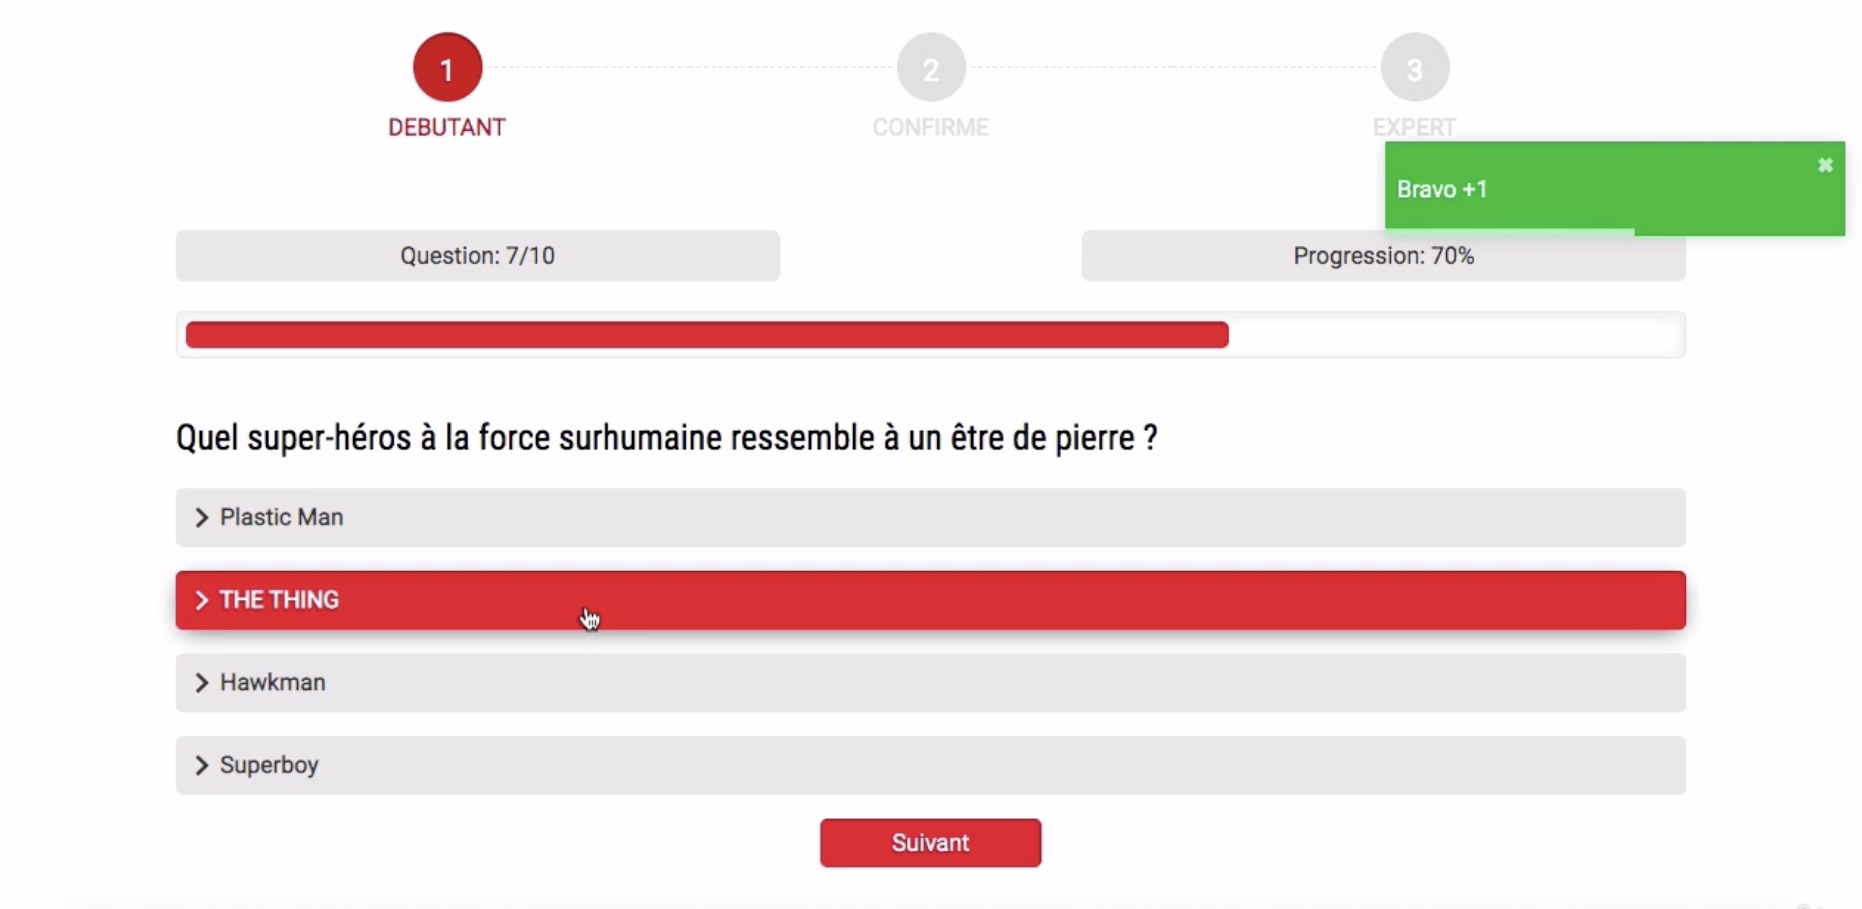 1
2
3
DEBUTANT
CONFIRME
EXPERT
Bravo +1
Question: 7/10
Progression: 70%
Quel super-héros à la force surhumaine ressemble à un être de pierre ?
Plastic Man
THE THING
Hawkman
Superboy
Suivant